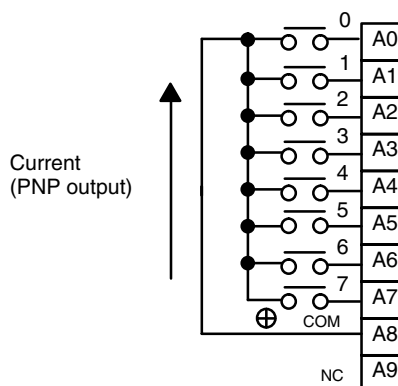 0 A0
1 A1
2 A2
3 A3
Current
(PNP output)
4 A4
5 A5
6 A6
7 A7
COM A8
NC A9